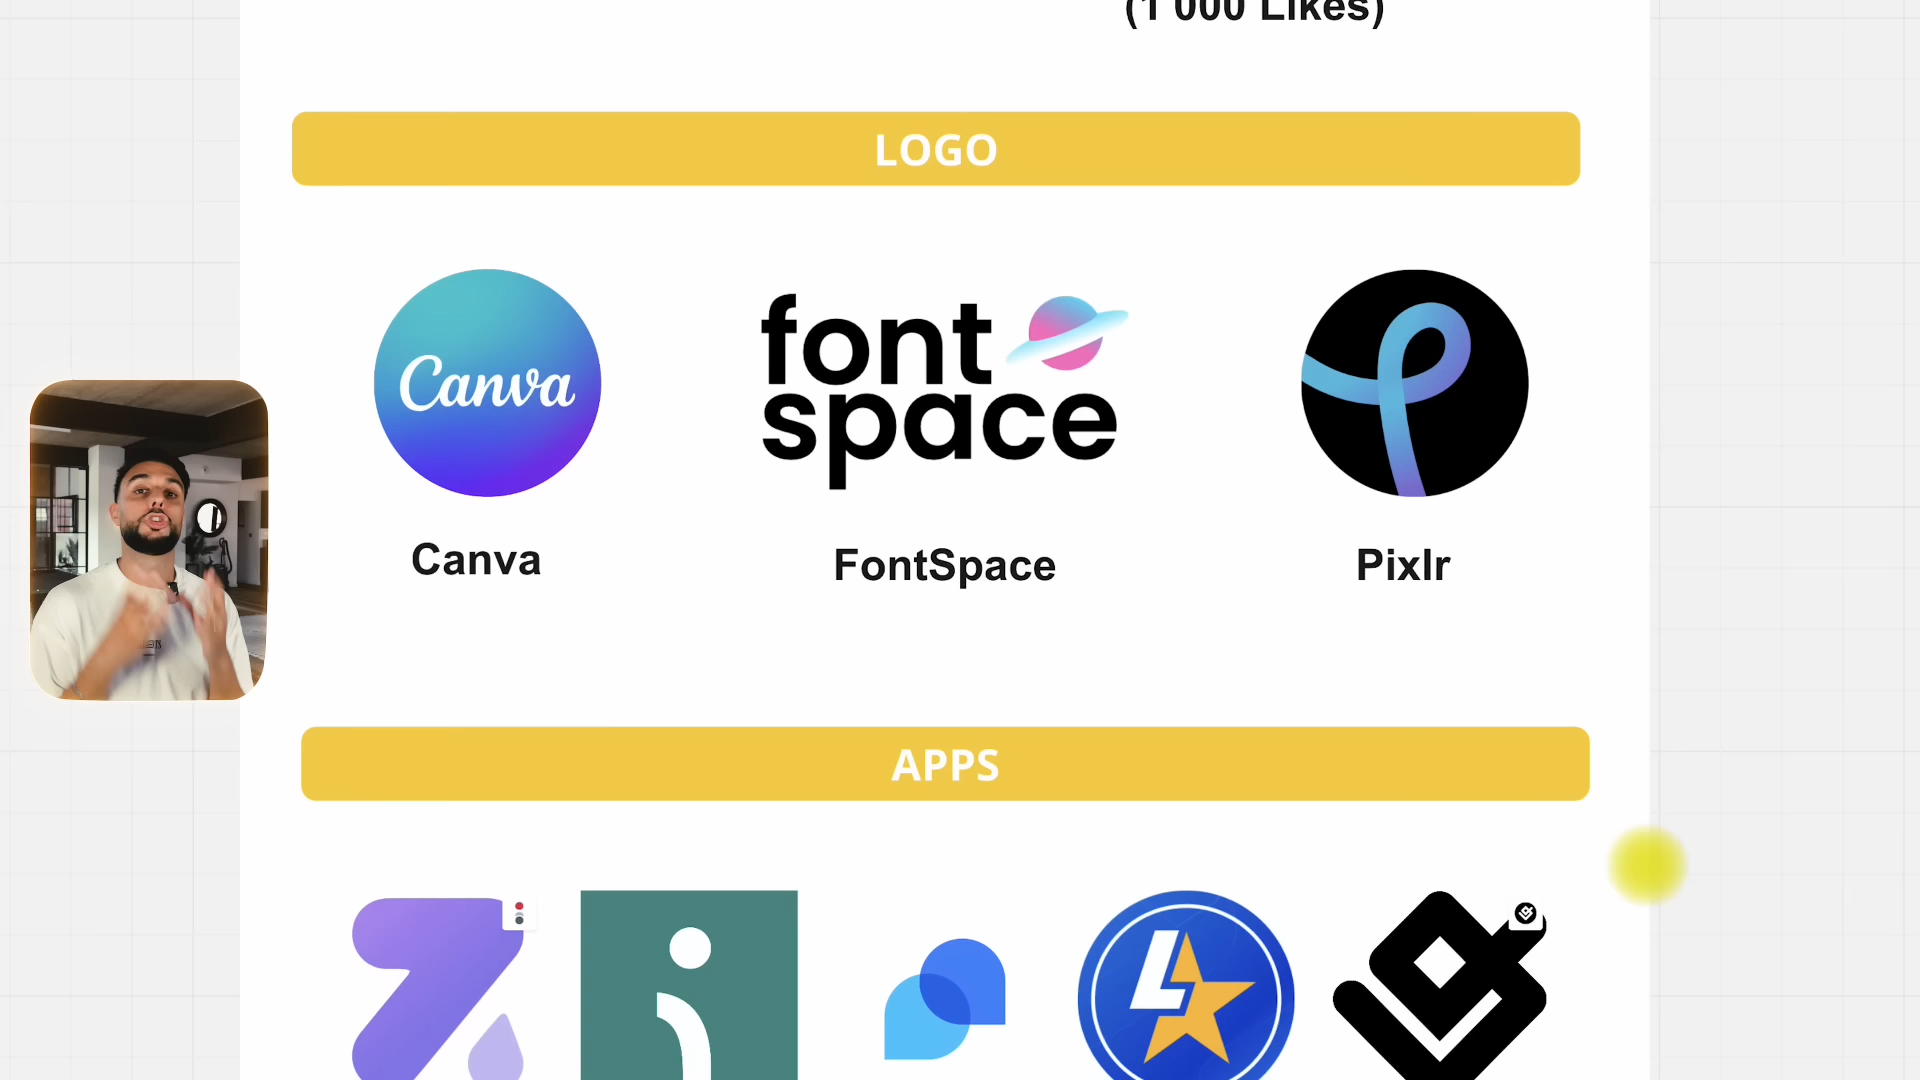 (1 000 Likes)
LOGO
Canva
font
space
Canva
FontSpace
Pixlr
APPS
L